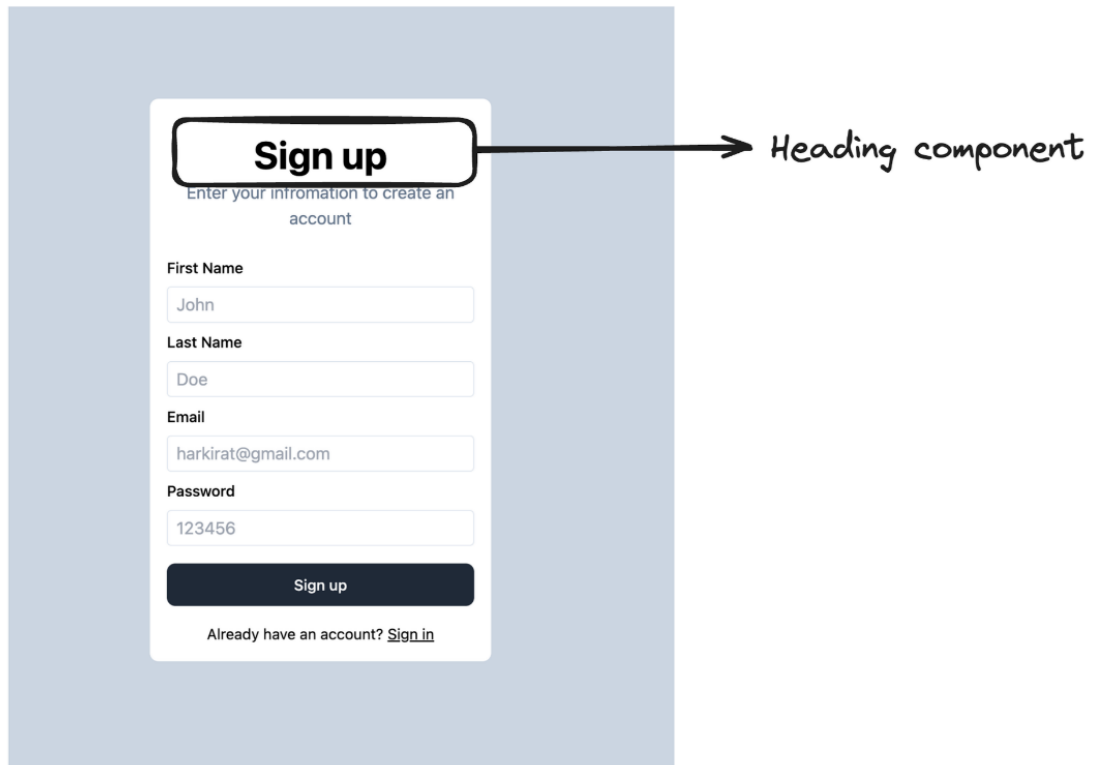 Sign up
Heading component
Enter your infromation to create an
account
First Name
John
Last Name
Doe
Email
harkirat@gmail.com
Password
123456
Sign up
Already have an account? Sign in